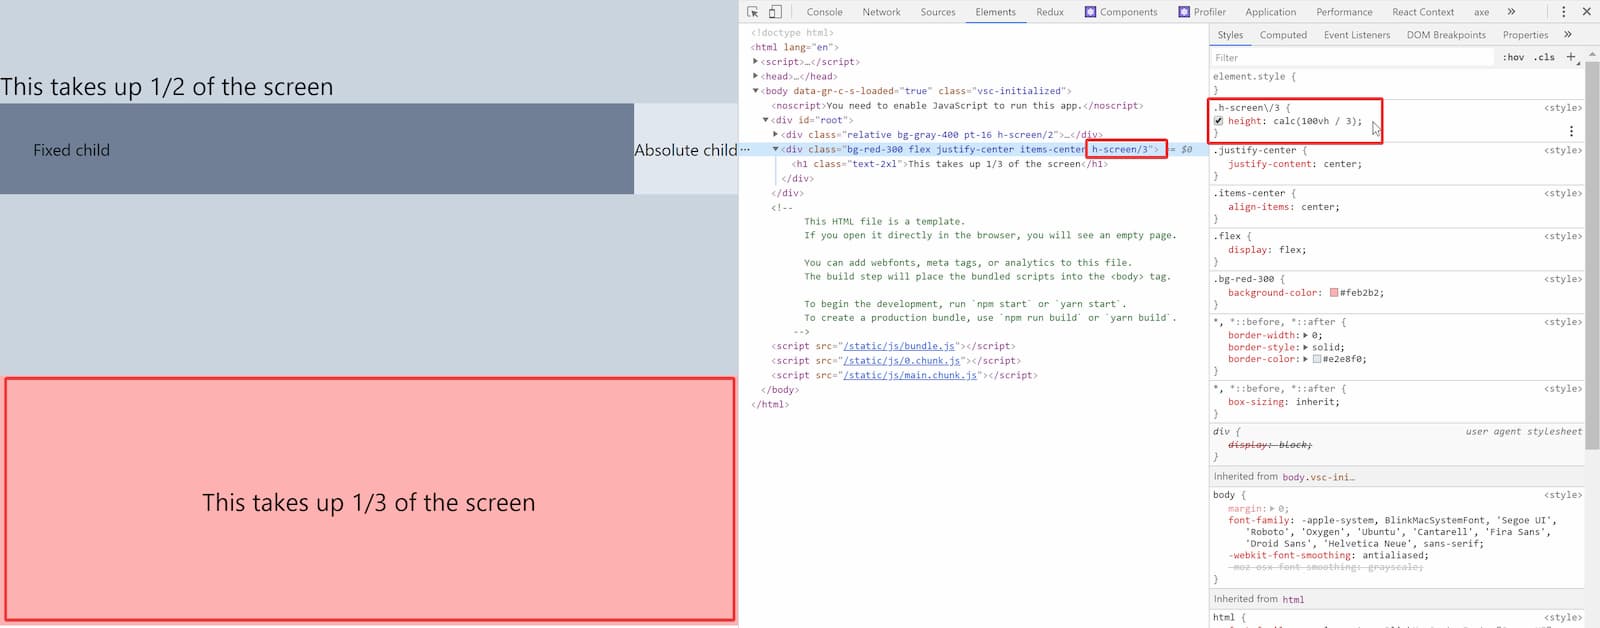 This takes up 1/2 of the screen
Fixed child
Absolute child
This takes up 1/3 of the screen
Console Network Sources Elements Redux Components Profiler Application Performance React Context axe »
<!doctype html>
<html lang="en">
<script>…</script>
<head>…</head>
<body data-gr-c-s-loaded="true" class="vsc-initialized">
<noscript>You need to enable JavaScript to run this app.</noscript>
<div id="root">
<div class="relative bg-gray-400 pt-16 h-screen/2">…</div>
<div class="bg-red-300 flex justify-center items-center h-screen/3"> == $0
<h1 class="text-2xl">This takes up 1/3 of the screen</h1>
</div>
</div>
<!--
This HTML file is a template.
If you open it directly in the browser, you will see an empty page.
You can add webfonts, meta tags, or analytics to this file.
The build step will place the bundled scripts into the <body> tag.
To begin the development, run `npm start` or `yarn start`.
To create a production bundle, use `npm run build` or `yarn build`.
-->
<script src="/static/js/bundle.js"></script>
<script src="/static/js/0.chunk.js"></script>
<script src="/static/js/main.chunk.js"></script>
</body>
</html>
Styles Computed Event Listeners DOM Breakpoints Properties »
Filter :hov .cls +
element.style {
}
.h-screen\/3 { <style>
height: calc(100vh / 3);
}
.justify-center { <style>
justify-content: center;
}
.items-center { <style>
align-items: center;
}
.flex { <style>
display: flex;
}
.bg-red-300 { <style>
background-color: #feb2b2;
}
*, *::before, *::after { <style>
border-width: 0;
border-style: solid;
border-color: #e2e8f0;
}
*, *::before, *::after { <style>
box-sizing: inherit;
}
div { user agent stylesheet
display: block;
}
Inherited from body.vsc-ini…
body { <style>
margin: 0;
font-family: -apple-system, BlinkMacSystemFont, 'Segoe UI',
'Roboto', 'Oxygen', 'Ubuntu', 'Cantarell', 'Fira Sans',
'Droid Sans', 'Helvetica Neue', sans-serif;
-webkit-font-smoothing: antialiased;
-moz-osx-font-smoothing: grayscale;
}
Inherited from html
html { <style>